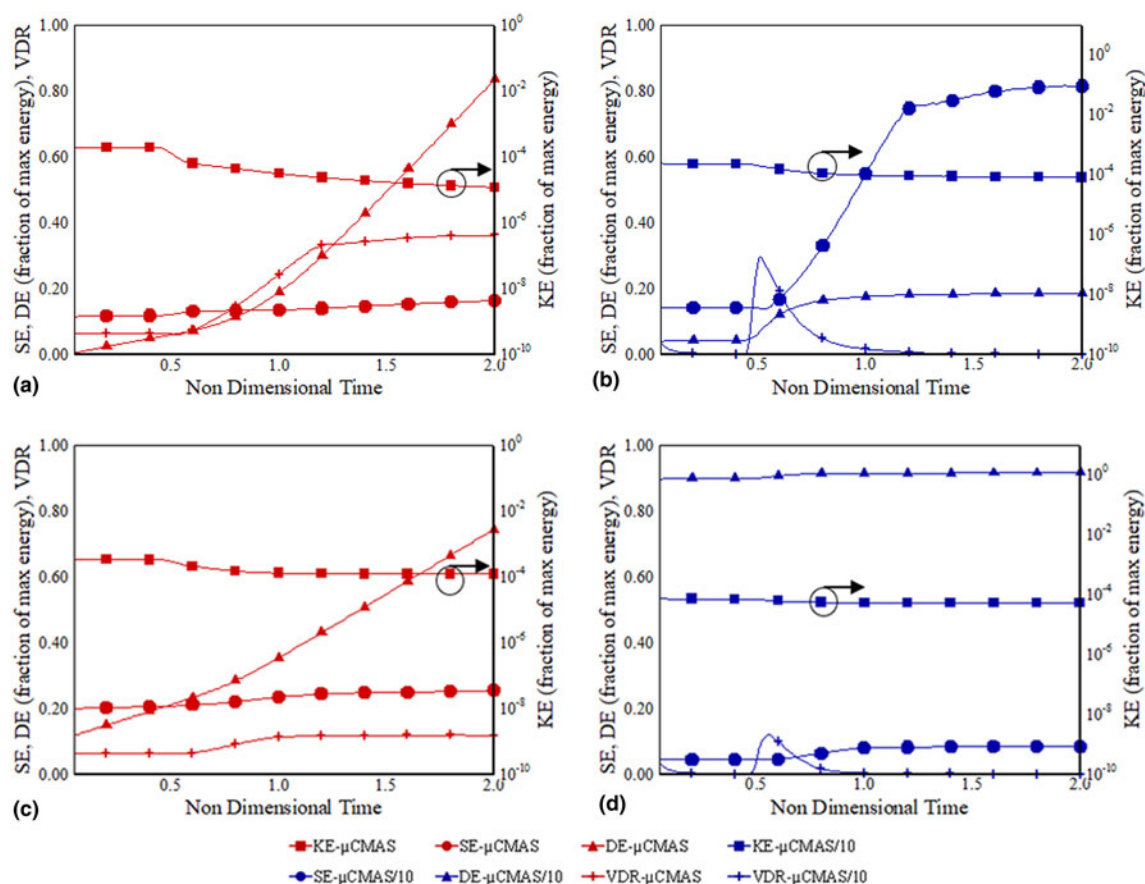 1.00
0.80
0.60
0.40
0.20
0.00
SE, DE (fraction of max energy), VDR
10^0
10^-2
10^-4
10^-6
10^-8
10^-10
KE (fraction of max energy)
0.5 1.0 1.5 2.0
Non Dimensional Time
(a)
1.00
0.80
0.60
0.40
0.20
0.00
SE, DE (fraction of max energy), VDR
10^0
10^-2
10^-4
10^-6
10^-8
10^-10
KE (fraction of max energy)
0.5 1.0 1.5 2.0
Non Dimensional Time
(b)
1.00
0.80
0.60
0.40
0.20
0.00
SE, DE (fraction of max energy), VDR
10^0
10^-2
10^-4
10^-6
10^-8
10^-10
KE (fraction of max energy)
0.5 1.0 1.5 2.0
Non Dimensional Time
(c)
1.00
0.80
0.60
0.40
0.20
0.00
SE, DE (fraction of max energy), VDR
10^0
10^-2
10^-4
10^-6
10^-8
10^-10
KE (fraction of max energy)
0.5 1.0 1.5 2.0
Non Dimensional Time
(d)
KE-μCMAS SE-μCMAS DE-μCMAS KE-μCMAS/10
SE-μCMAS/10 DE-μCMAS/10 VDR-μCMAS VDR-μCMAS/10